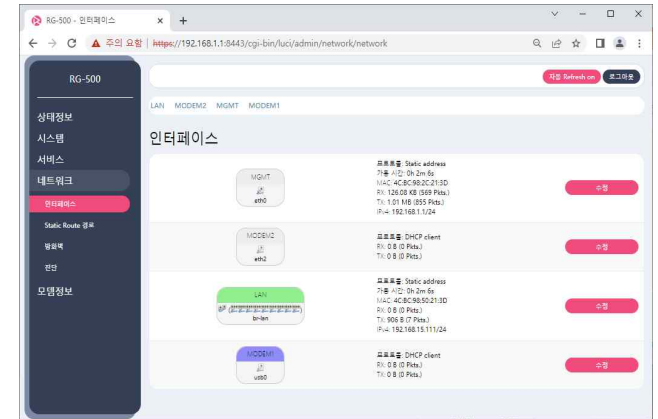 RG-500 - 인터페이스
주의 요함 | https://192.168.1.1:8443/cgi-bin/luci/admin/network/network
RG-500
자동 Refresh on
로그아웃
LAN MODEM2 MGMT MODEM1
상태정보
시스템
서비스
네트워크
인터페이스
Static Route 경로
방화벽
진단
모뎀정보
인터페이스
MGMT
eth0
프로토콜: Static address
가동 시간: 0h 2m 6s
MAC: 4C:BC:98:2C:21:3D
RX: 126.08 KB (569 Pkts.)
TX: 1.01 MB (855 Pkts.)
IPv4: 192.168.1.1/24
수정
MODEM2
eth2
프로토콜: DHCP client
RX: 0 B (0 Pkts.)
TX: 0 B (0 Pkts.)
수정
LAN
br-lan
프로토콜: Static address
가동 시간: 0h 2m 6s
MAC: 4C:BC:98:50:21:3D
RX: 0 B (0 Pkts.)
TX: 906 B (7 Pkts.)
IPv4: 192.168.15.111/24
수정
MODEM1
usb0
프로토콜: DHCP client
RX: 0 B (0 Pkts.)
TX: 0 B (0 Pkts.)
수정